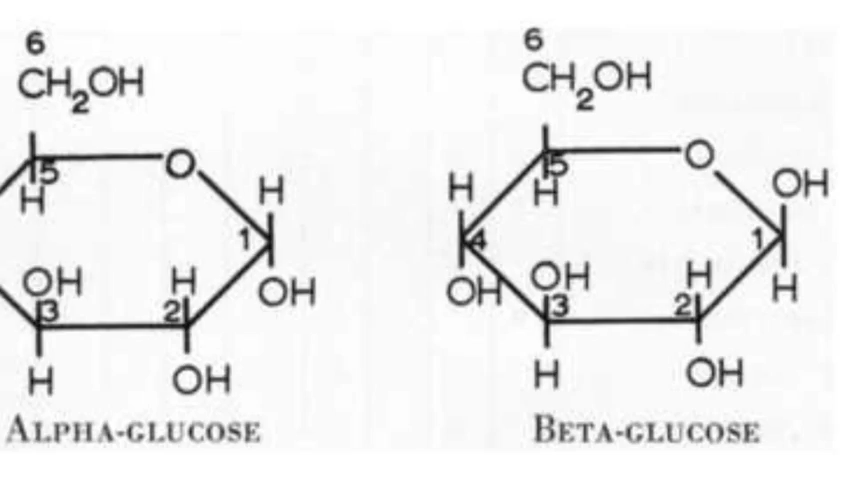 6 6
CH2OH CH2OH
5 O 5 O
H H OH
H H H
1 4 1
OH H OH OH H H
3 2 OH 3 2 H
H OH H OH
ALPHA-GLUCOSE BETA-GLUCOSE